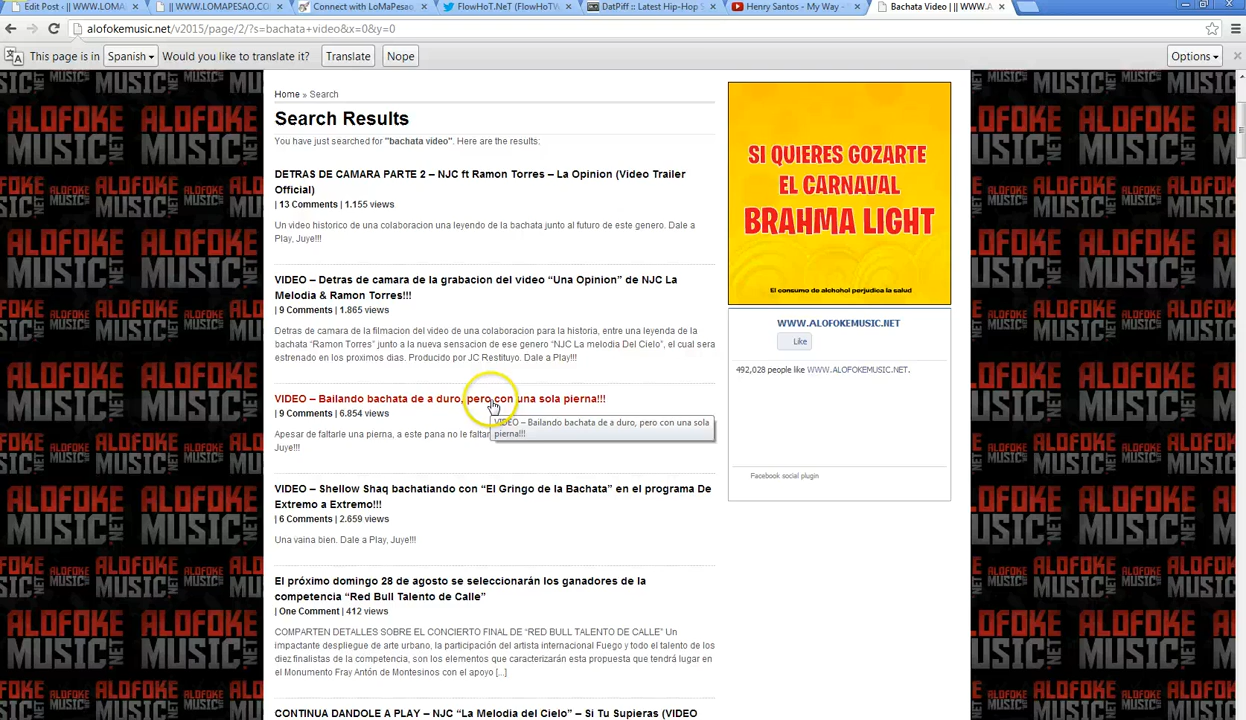 Edit Post ‹ || WWW.LOMA
|| WWW.LOMAPESAO.CO
Connect with LoMaPesao
FlowHoT.NeT (FlowHoTW
DatPiff :: Latest Hip-Hop
Henry Santos - My Way -
Bachata Video | || WWW.A
alofokemusic.net/v2015/page/2/?s=bachata+video&x=0&y=0
This page is in Spanish Would you like to translate it? Translate Nope Options
Home » Search
Search Results
You have just searched for "bachata video". Here are the results:
DETRAS DE CAMARA PARTE 2 – NJC ft Ramon Torres – La Opinion (Video Trailer
Official)
| 13 Comments | 1.155 views
Un video historico de una colaboracion una leyendo de la bachata junto al futuro de este genero. Dale a
Play, Juye!!!
VIDEO – Detras de camara de la grabacion del video “Una Opinion” de NJC La
Melodia & Ramon Torres!!!
| 9 Comments | 1.865 views
Detras de camara de la filmacion del video de una colaboracion para la historia, entre una leyenda de la
bachata “Ramon Torres” junto a la nueva sensacion de ese genero “NJC La melodia Del Cielo”, el cual sera
estrenado en los proximos dias. Producido por JC Restituyo. Dale a Play!!!
VIDEO – Bailando bachata de a duro, pero con una sola pierna!!!
| 9 Comments | 6.854 views
VIDEO – Bailando bachata de a duro, pero con una sola
pierna!!!
Apesar de faltarle una pierna, a este pana no le faltan
Juye!!!
VIDEO – Shellow Shaq bachatiando con “El Gringo de la Bachata” en el programa De
Extremo a Extremo!!!
| 6 Comments | 2.659 views
Una vaina bien. Dale a Play, Juye!!!
El próximo domingo 28 de agosto se seleccionarán los ganadores de la
competencia “Red Bull Talento de Calle”
| One Comment | 412 views
COMPARTEN DETALLES SOBRE EL CONCIERTO FINAL DE “RED BULL TALENTO DE CALLE” Un
impactante despliegue de arte urbano, la participación del artista internacional Fuego y todo el talento de los
diez finalistas de la competencia, son los elementos que caracterizarán esta propuesta que tendrá lugar en
el Monumento Fray Antón de Montesinos con el apoyo [...]
CONTINUA DANDOLE A PLAY – NJC “La Melodia del Cielo” – Si Tu Supieras (VIDEO
SI QUIERES GOZARTE
EL CARNAVAL
BRAHMA LIGHT
El consumo de alchohol perjudica la salud
WWW.ALOFOKEMUSIC.NET
Like
492,028 people like WWW.ALOFOKEMUSIC.NET.
Facebook social plugin
ALOFOKE
MUSIC.NET